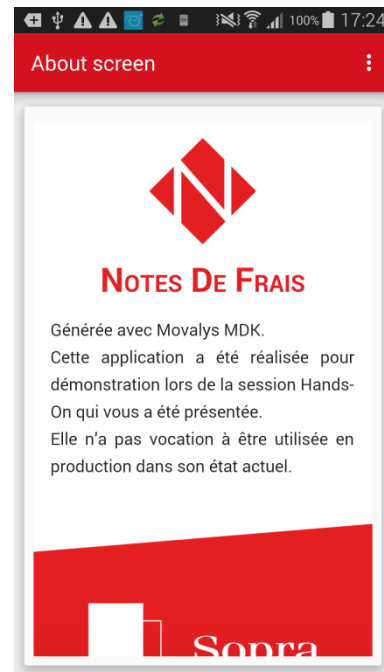 100% 17:24
About screen
NOTES DE FRAIS
Générée avec Movalys MDK.
Cette application a été réalisée pour
démonstration lors de la session Hands-
On qui vous a été présentée.
Elle n'a pas vocation à être utilisée en
production dans son état actuel.
Sopra